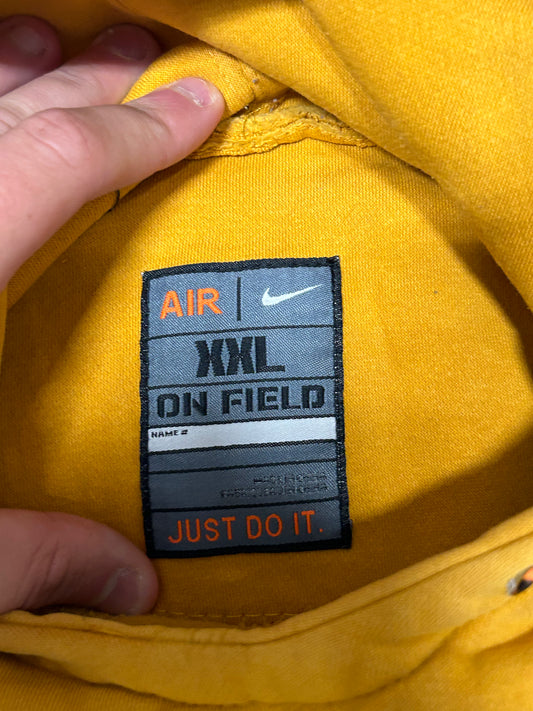 AIR
XXL
ON FIELD
NAME #
JUST DO IT.